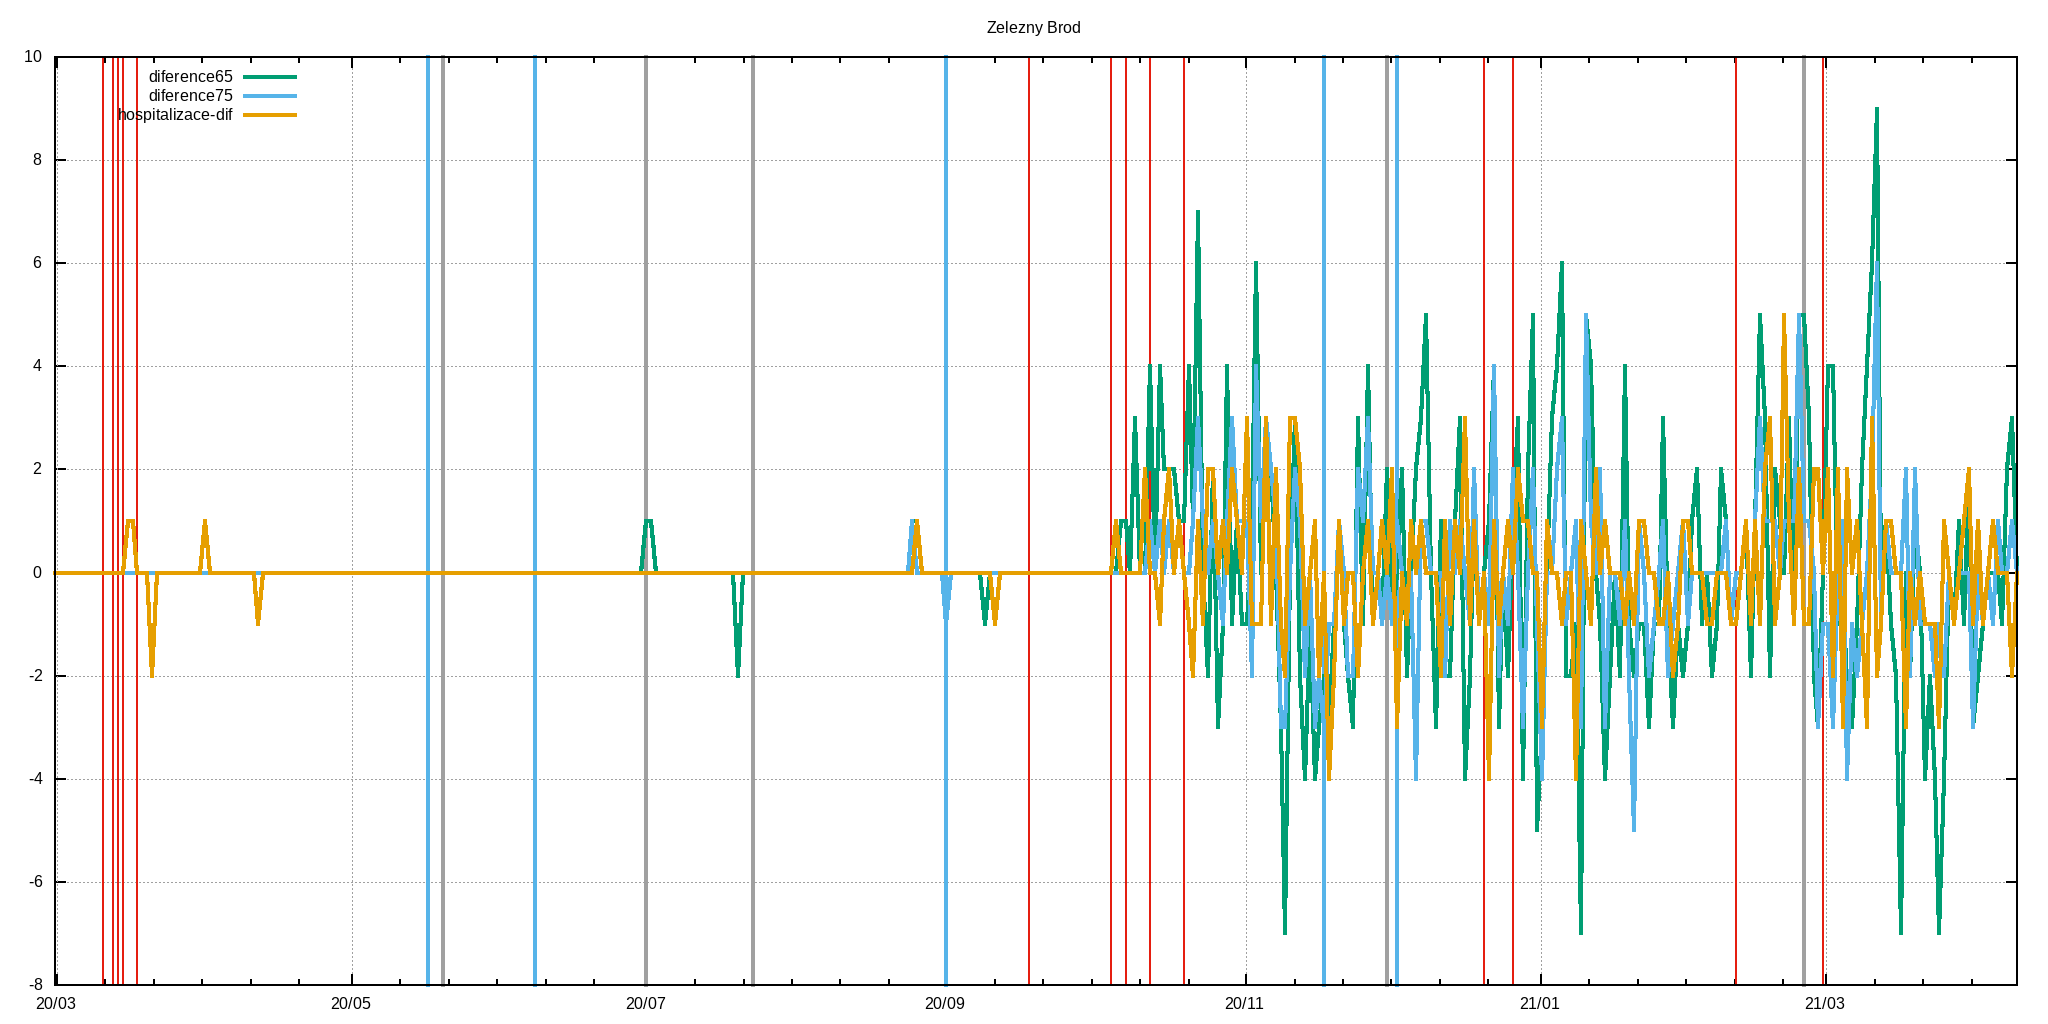 Zelezny Brod
10
diference65
diference75
hospitalizace-dif
8
6
4
2
0
-2
-4
-6
-8
20/03 20/05 20/07 20/09 20/11 21/01 21/03